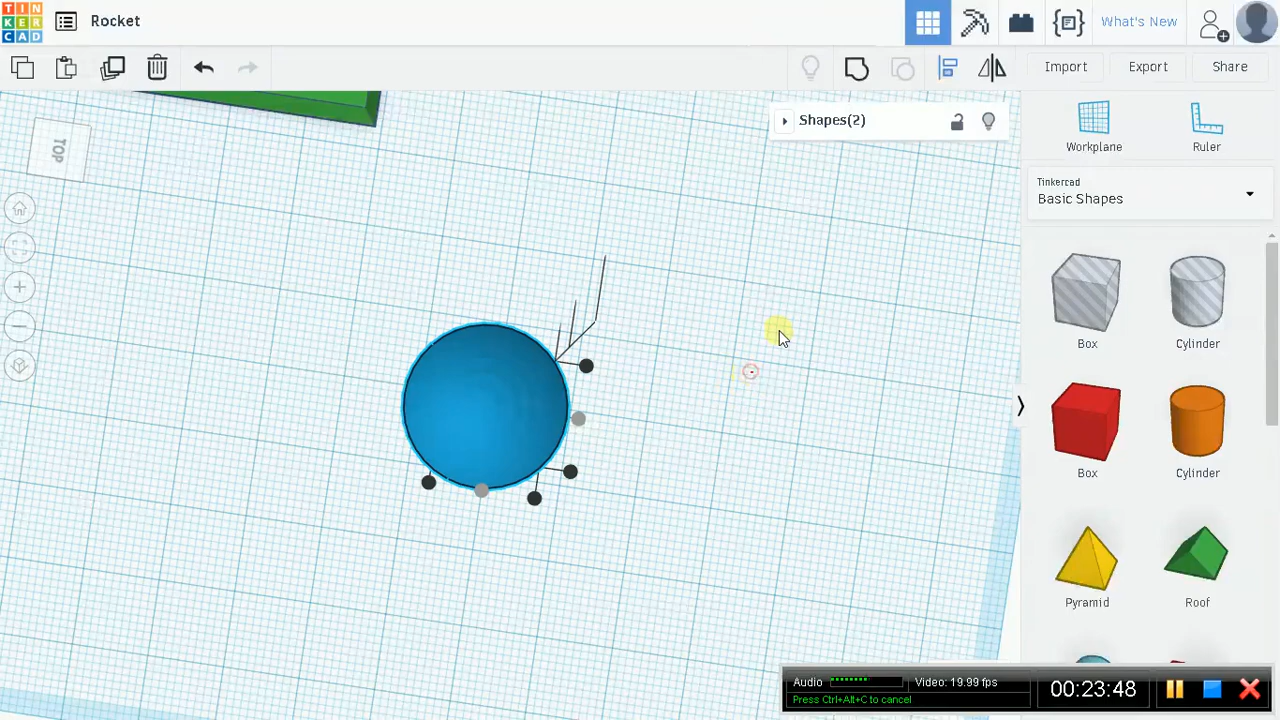 TIN
KER
CAD
Rocket
What's New
Import
Export
Share
TOP
Shapes(2)
Workplane
Ruler
Tinkercad
Basic Shapes
Box
Cylinder
Box
Cylinder
Pyramid
Roof
Audio
Video: 19.99 fps
Press Ctrl+Alt+C to cancel
00:23:48